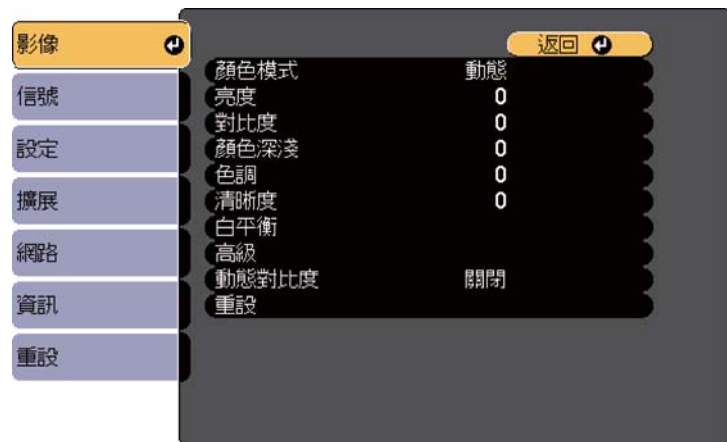 影像
信號
設定
擴展
網路
資訊
重設
返回
顏色模式 動態
亮度 0
對比度 0
顏色深淺 0
色調 0
清晰度 0
白平衡
高級
動態對比度 關閉
重設